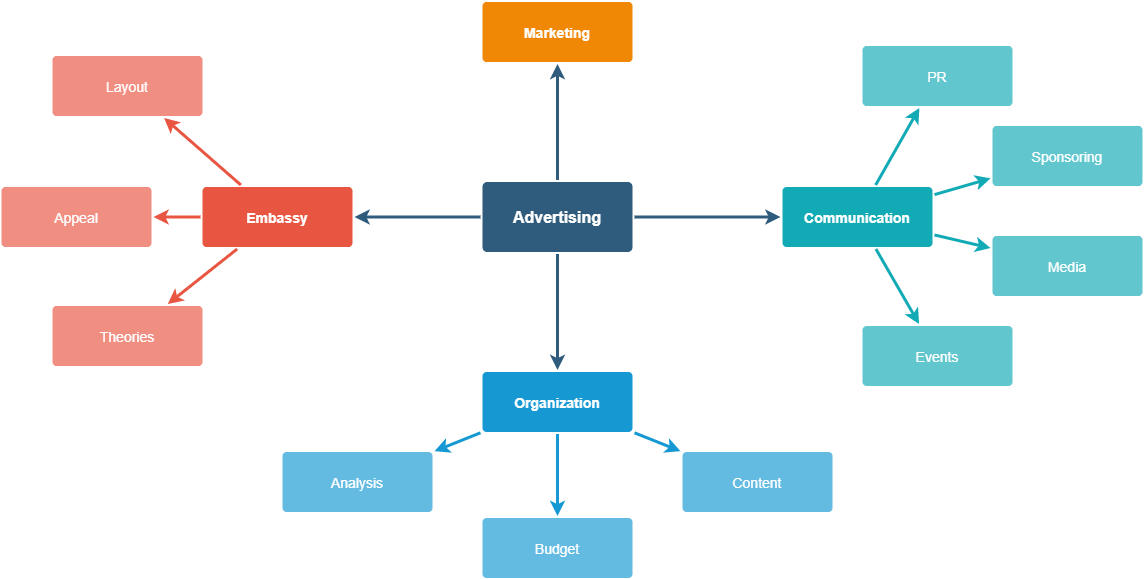 Marketing
Layout
PR
Sponsoring
Appeal
Embassy
Advertising
Communication
Media
Theories
Events
Organization
Analysis
Content
Budget